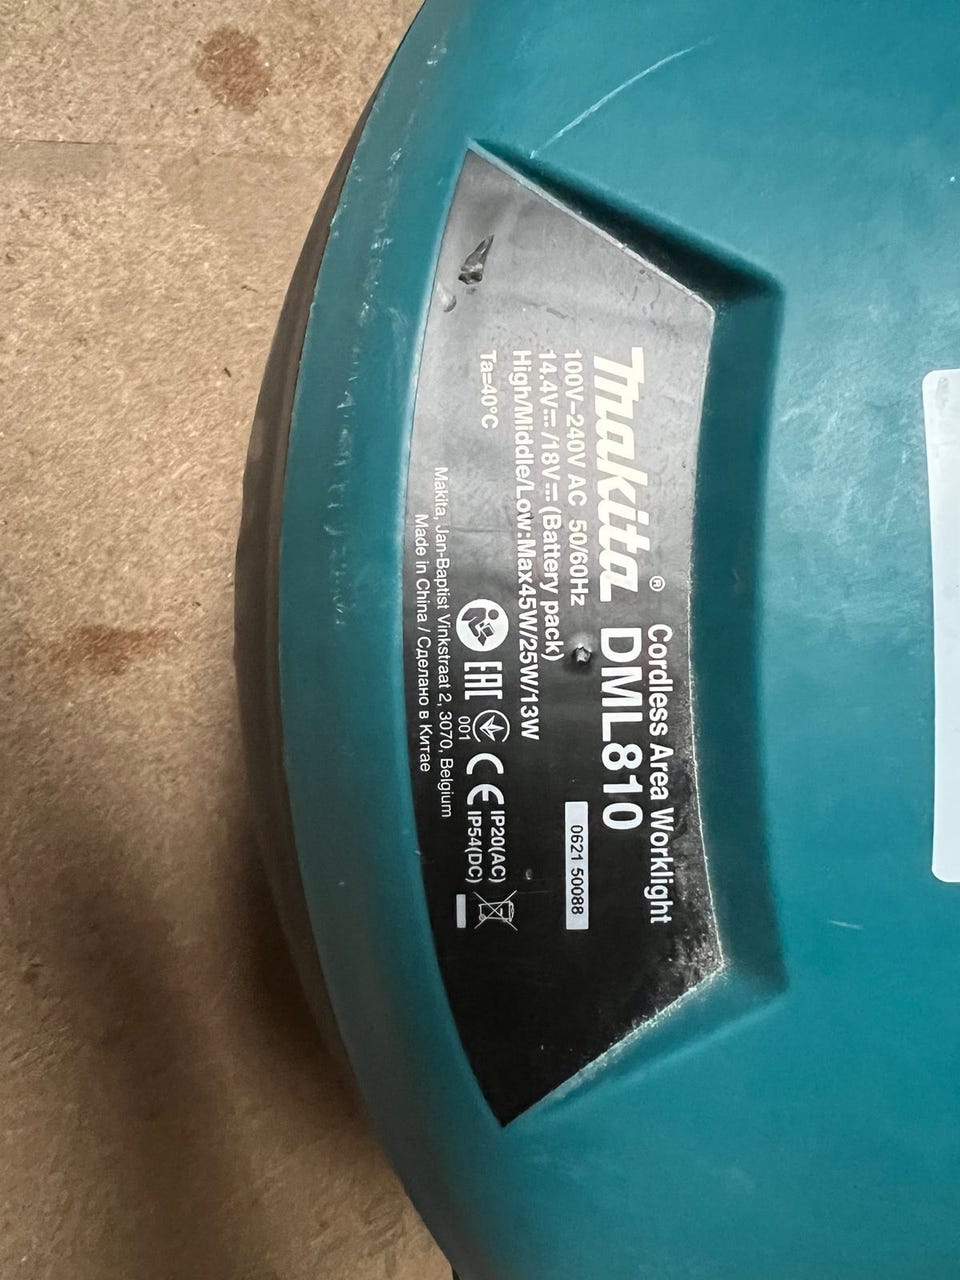 Cordless Area Worklight
Makita® DML810
100V–240V AC 50/60Hz
14.4V⎓/18V⎓(Battery pack)
0621 50088
High/Middle/Low:Max45W/25W/13W
Ta=40°C
EAC
001
CE
IP20(AC)
IP54(DC)
Makita, Jan-Baptist Vinkstraat 2, 3070, Belgium
Made in China / Сделано в Китае